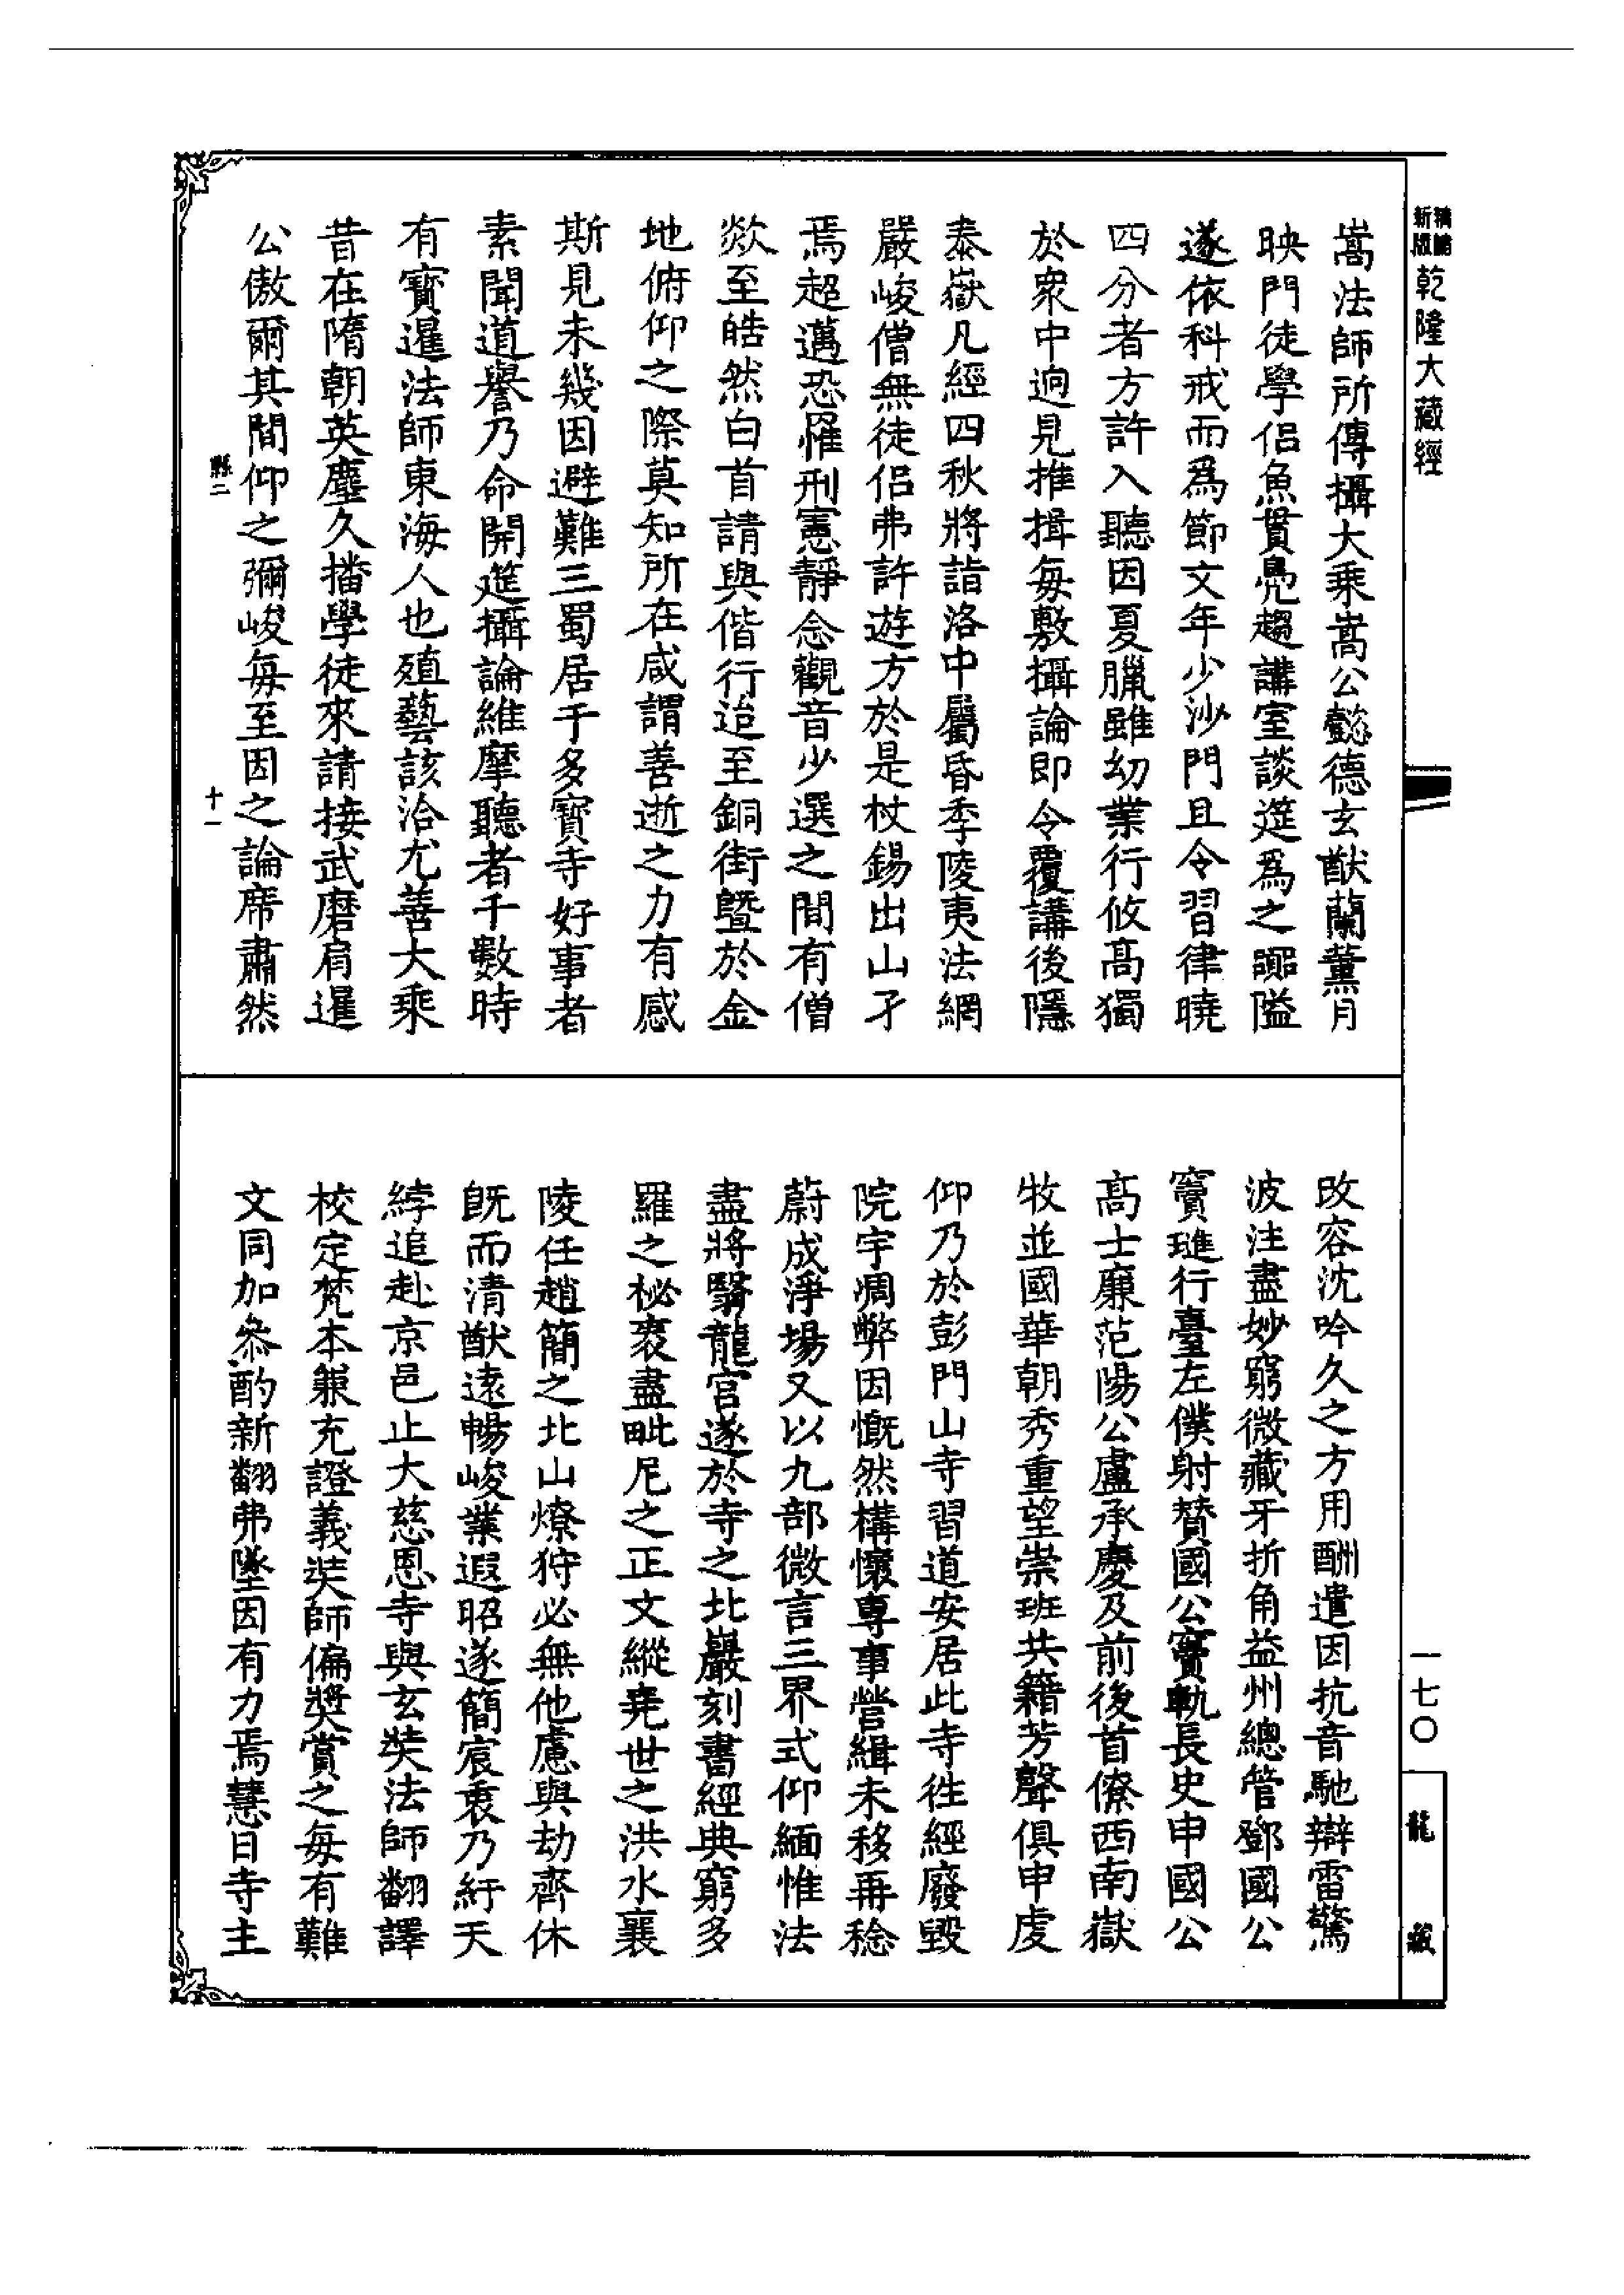 精繪新版乾隆大藏經
嵩法師所傳攝大乘嵩公懿德玄猷蘭薰月
映門徒學侶魚貫鳧趨講室談筵為之嗢隘
遂依科戒而為節文年少沙門且令習律曉
四分者方許入聽因夏臘雖幼業行攸高獨
於眾中迥見推揖每敷攝論即令覆講後隱
泰嶽凡經四秋將詣洛中屬昏季陵夷法網
嚴峻僧無徒侶弗許遊方於是杖錫出山孑
焉超邁恐罹刑憲靜念觀音少選之間有僧
欻至皓然白首請與偕行迨至銅街暨於金
地俯仰之際莫知所在咸謂善逝之力有感
斯見未幾因避難三蜀居于多寶寺好事者
素聞道譽乃命開筵攝論維摩聽者千數時
有寶暹法師東海人也殖藝該洽尤善大乘
昔在隋朝英塵久播學徒來請接武磨肩暹
公傲爾其間仰之彌峻每至因之論席肅然
縣二 十一
改容沈吟久之方用酬遣因抗音馳辯雷驚
波注盡妙窮微藏牙折角益州總管鄧國公
竇璡行臺左僕射贊國公竇軌長史申國公
高士廉范陽公盧承慶及前後首僚西南嶽
牧並國華朝秀重望崇班共籍芳聲俱申虔
仰乃於彭門山寺習道安居此寺往經廢毀
院宇凋弊因慨然構懷專事營緝未移再稔
蔚成淨場又以九部微言三界式仰緬惟法
盡將翳龍宮遂於寺之北巖刻書經典窮多
羅之祕裘盡毗尼之正文縱堯世之洪水襄
陵任趙簡之北山燎狩必無他慮與劫齊休
既而清猷遠暢峻業遐昭遂簡宸衷乃紆天
綍追赴京邑止大慈恩寺與玄奘法師翻譯
校定梵本兼充證義奘師偏獎賞之每有難
文同加叅酌新翻弗墜因有力焉慧日寺主
一七〇
龍藏